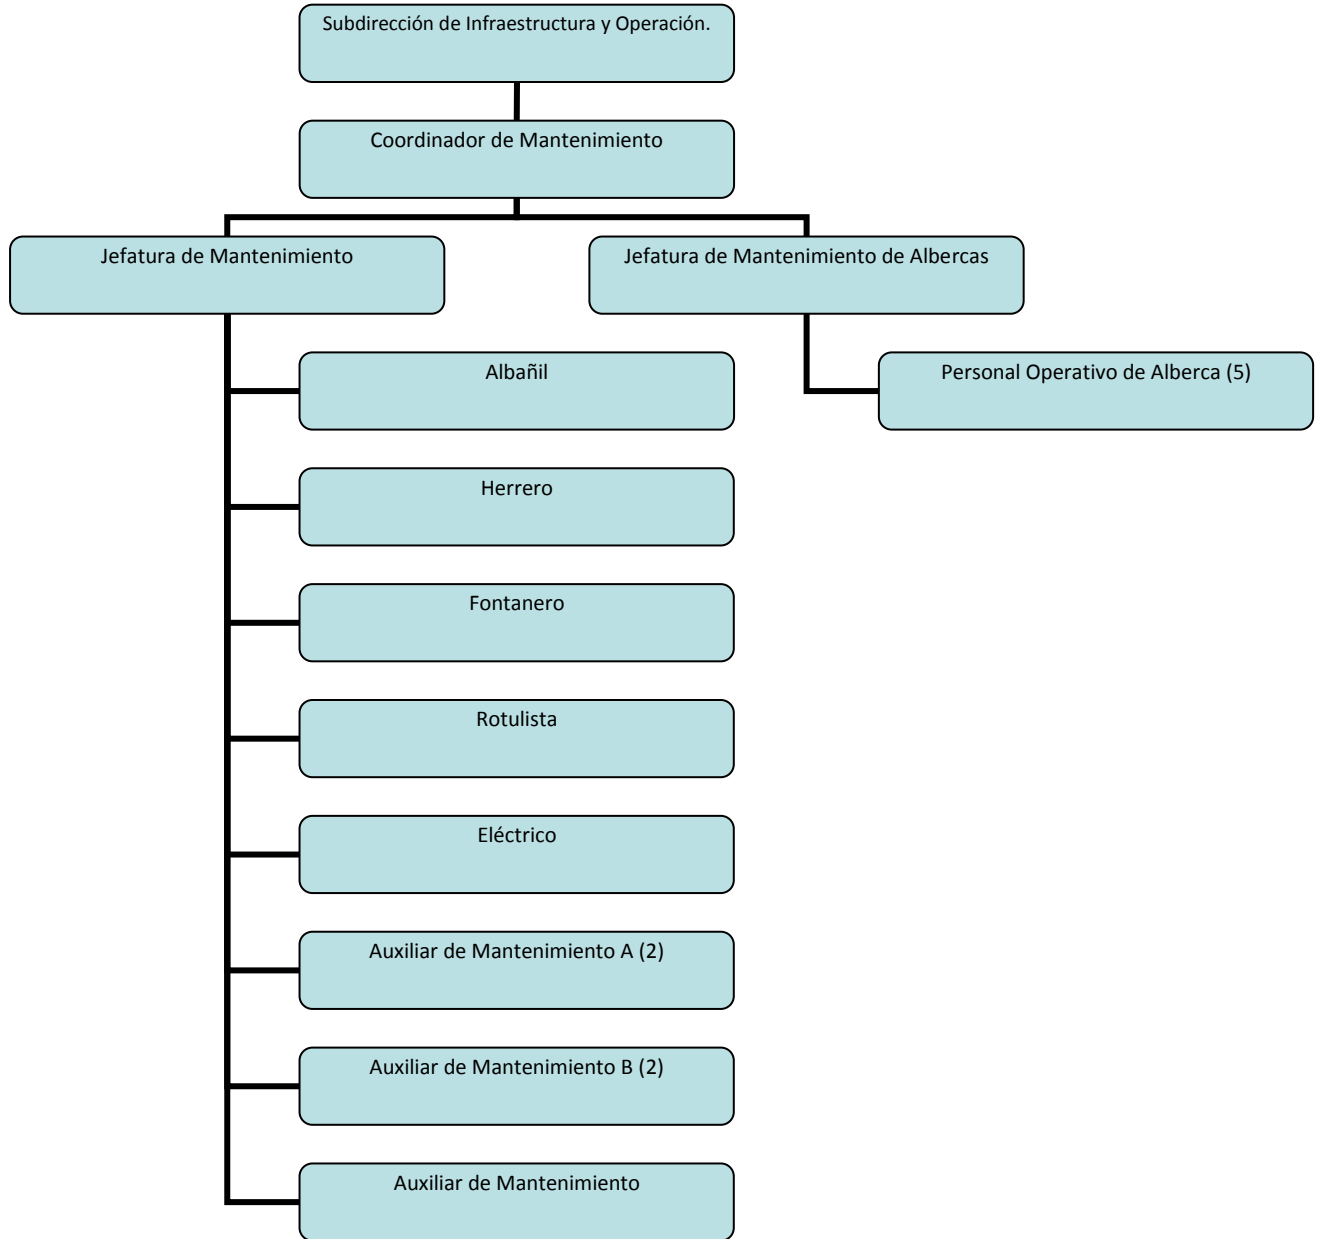 Subdirección de Infraestructura y Operación.
Coordinador de Mantenimiento
Jefatura de Mantenimiento
Jefatura de Mantenimiento de Albercas
Albañil
Personal Operativo de Alberca (5)
Herrero
Fontanero
Rotulista
Eléctrico
Auxiliar de Mantenimiento A (2)
Auxiliar de Mantenimiento B (2)
Auxiliar de Mantenimiento